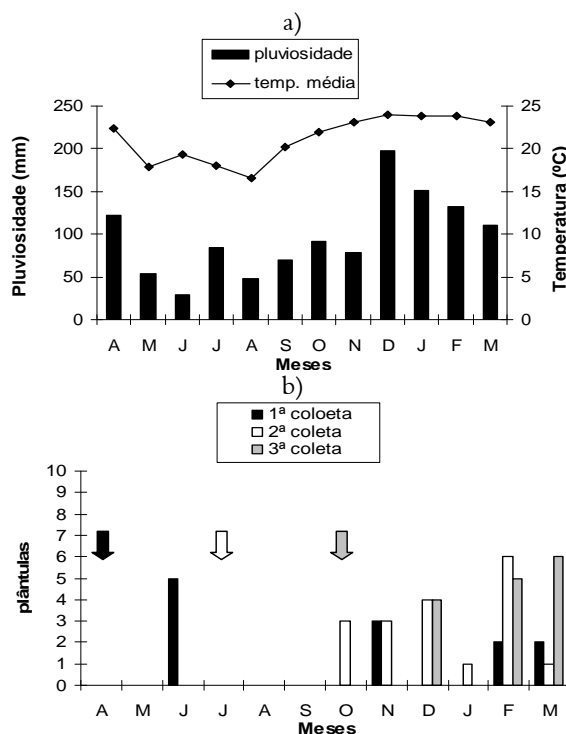 a)
pluviosidade
temp. média
250
200
150
100
50
0
Pluviosidade (mm)
25
20
15
10
5
0
Temperatura (ºC)
A M J J A S O N D J F M
Meses
b)
1ª coloeta
2ª coleta
3ª coleta
10
9
8
7
6
5
4
3
2
1
0
plântulas
A M J J A S O N D J F M
Meses